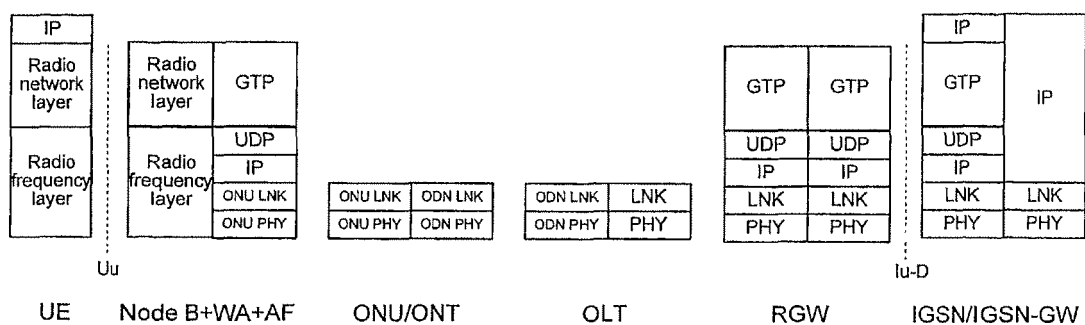 IP
Radio
network
layer
Radio
frequency
layer
Uu
UE
Radio
network
layer
GTP
Radio
frequency
layer
UDP
IP
ONU LNK
ONU PHY
Node B+WA+AF
ONU LNK ODN LNK
ONU PHY ODN PHY
ONU/ONT
ODN LNK LNK
ODN PHY PHY
OLT
GTP GTP
UDP UDP
IP IP
LNK LNK
PHY PHY
RGW
Iu-D
IP
GTP
IP
UDP
IP
LNK LNK
PHY PHY
IGSN/IGSN-GW